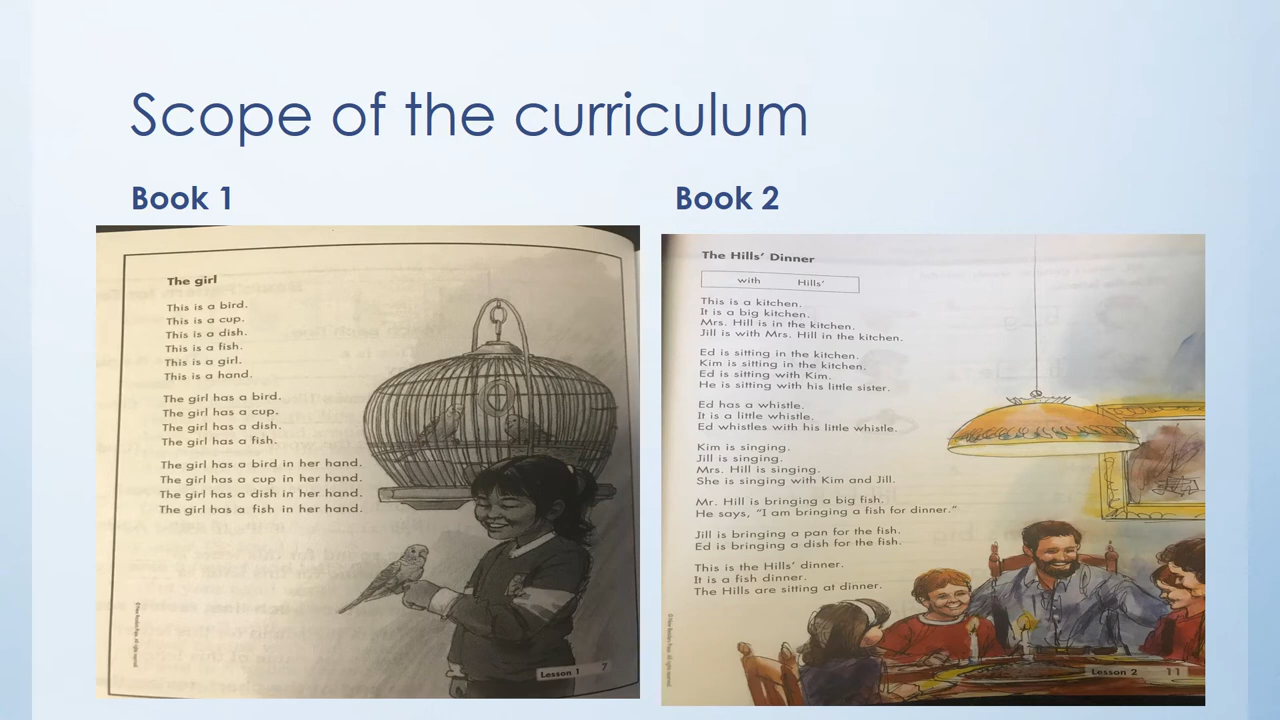 Scope of the curriculum
Book 1
The girl
This is a bird.
This is a cup.
This is a dish.
This is a fish.
This is a girl.
This is a hand.
The girl has a bird.
The girl has a cup.
The girl has a dish.
The girl has a fish.
The girl has a bird in her hand.
The girl has a cup in her hand.
The girl has a dish in her hand.
The girl has a fish in her hand.
Lesson 1 7
Book 2
The Hills' Dinner
with Hills'
This is a kitchen.
It is a big kitchen.
Mrs. Hill is in the kitchen.
Jill is with Mrs. Hill in the kitchen.
Ed is sitting in the kitchen.
Kim is sitting in the kitchen.
Ed is sitting with Kim.
He is sitting with his little sister.
Ed has a whistle.
It is a little whistle.
Ed whistles with his little whistle.
Kim is singing.
Jill is singing.
Mrs. Hill is singing.
She is singing with Kim and Jill.
Mr. Hill is bringing a big fish.
He says, "I am bringing a fish for dinner."
Jill is bringing a pan for the fish.
Ed is bringing a dish for the fish.
This is the Hills' dinner.
It is a fish dinner.
The Hills are sitting at dinner.
Lesson 2 11